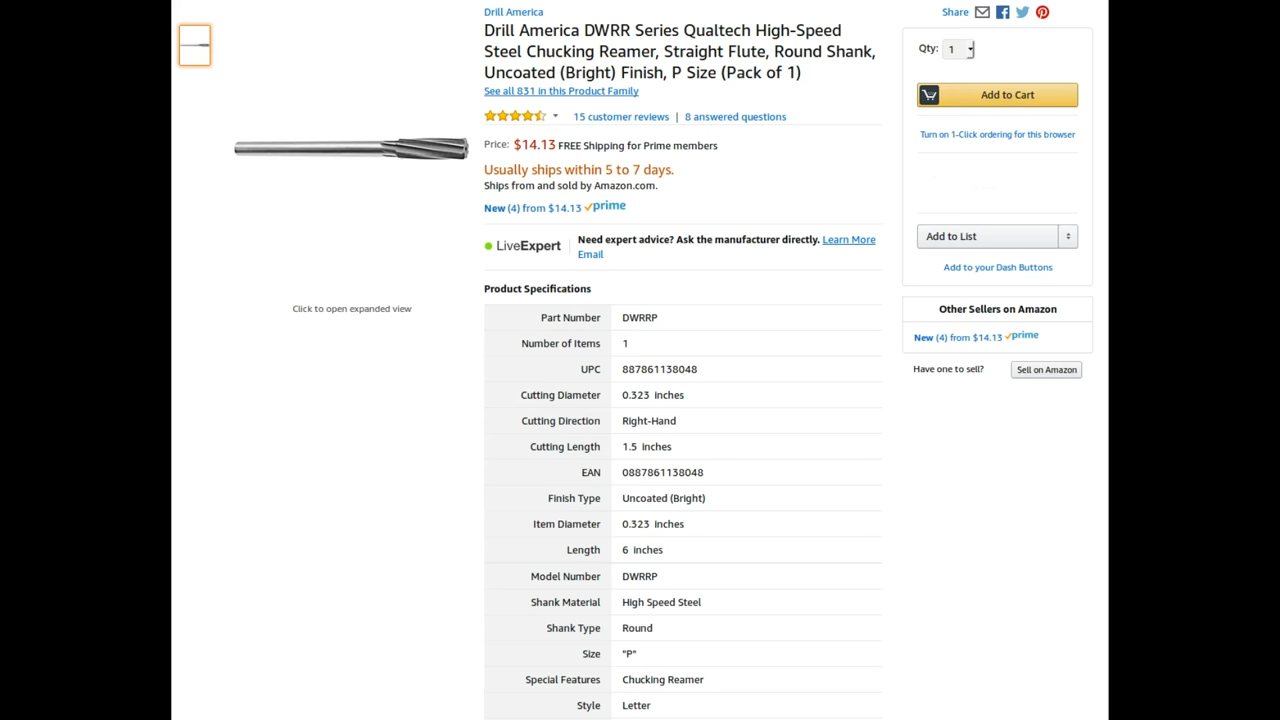 Drill America
Drill America DWRR Series Qualtech High-Speed
Steel Chucking Reamer, Straight Flute, Round Shank,
Uncoated (Bright) Finish, P Size (Pack of 1)
See all 831 in this Product Family
15 customer reviews | 8 answered questions
Price: $14.13 FREE Shipping for Prime members
Usually ships within 5 to 7 days.
Ships from and sold by Amazon.com.
New (4) from $14.13 prime
LiveExpert
Need expert advice? Ask the manufacturer directly. Learn More
Email
Click to open expanded view
Product Specifications
Part Number DWRRP
Number of Items 1
UPC 887861138048
Cutting Diameter 0.323 inches
Cutting Direction Right-Hand
Cutting Length 1.5 inches
EAN 0887861138048
Finish Type Uncoated (Bright)
Item Diameter 0.323 inches
Length 6 inches
Model Number DWRRP
Shank Material High Speed Steel
Shank Type Round
Size "P"
Special Features Chucking Reamer
Style Letter
Share
Qty: 1
Add to Cart
Turn on 1-Click ordering for this browser
Add to List
Add to your Dash Buttons
Other Sellers on Amazon
New (4) from $14.13 prime
Have one to sell? Sell on Amazon